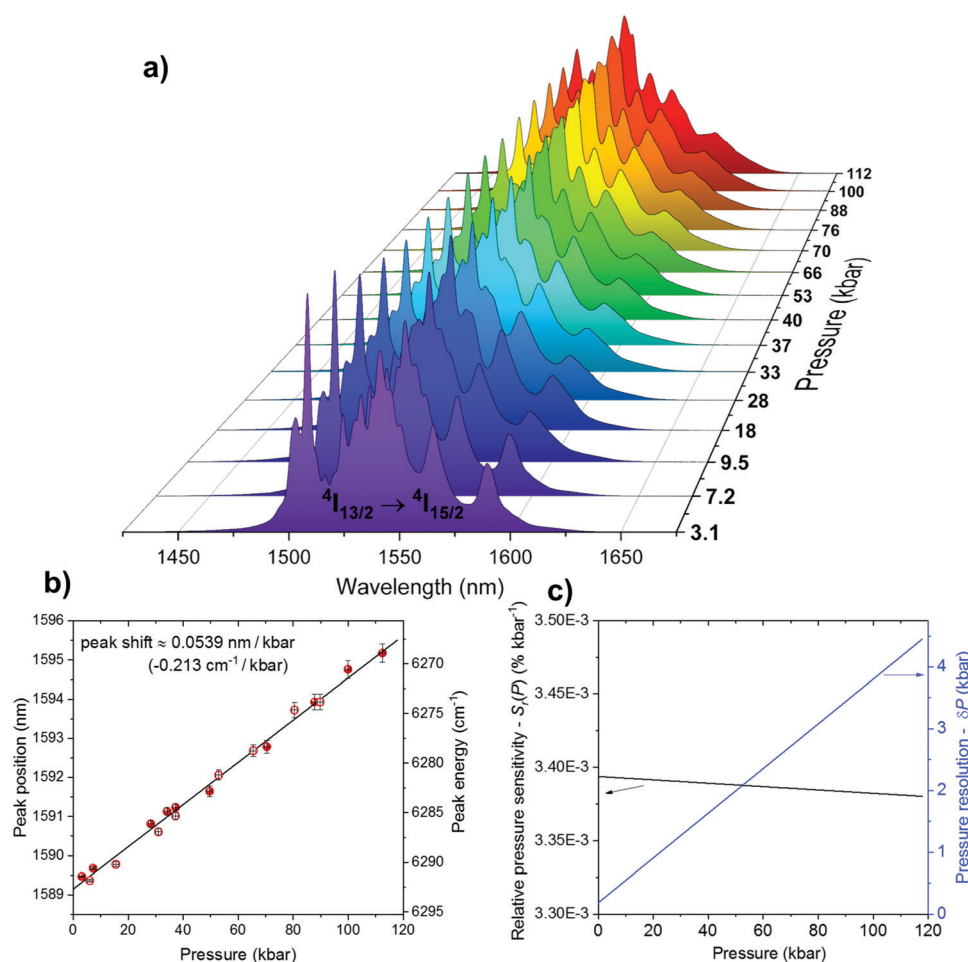 a)
112
100
88
76
70
66
53
40
37
33
28
18
9.5
7.2
3.1
Pressure (kbar)
⁴I₁₃/₂ → ⁴I₁₅/₂
1450 1500 1550 1600 1650
Wavelength (nm)
b)
peak shift ≈ 0.0539 nm / kbar
(-0.213 cm⁻¹ / kbar)
1596
1595
1594
1593
1592
1591
1590
1589
Peak position (nm)
6270
6275
6280
6285
6290
6295
Peak energy (cm⁻¹)
0 20 40 60 80 100 120
Pressure (kbar)
c)
3.50E-3
3.45E-3
3.40E-3
3.35E-3
3.30E-3
Relative pressure sensitivity - Sᵣ(P) (% kbar⁻¹)
4
3
2
1
0
Pressure resolution - δP (kbar)
0 20 40 60 80 100 120
Pressure (kbar)